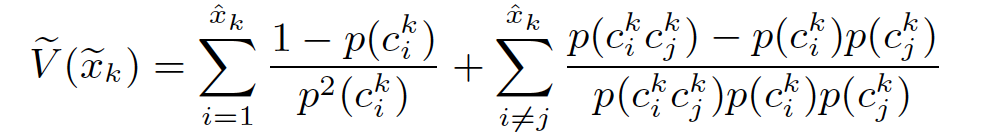 $\widetilde{V}(\widetilde{x}_k) = \sum_{i=1}^{\hat{x}_k} \frac{1 - p(c_i^k)}{p^2(c_i^k)} + \sum_{i \neq j}^{\hat{x}_k} \frac{p(c_i^k c_j^k) - p(c_i^k)p(c_j^k)}{p(c_i^k c_j^k)p(c_i^k)p(c_j^k)}$